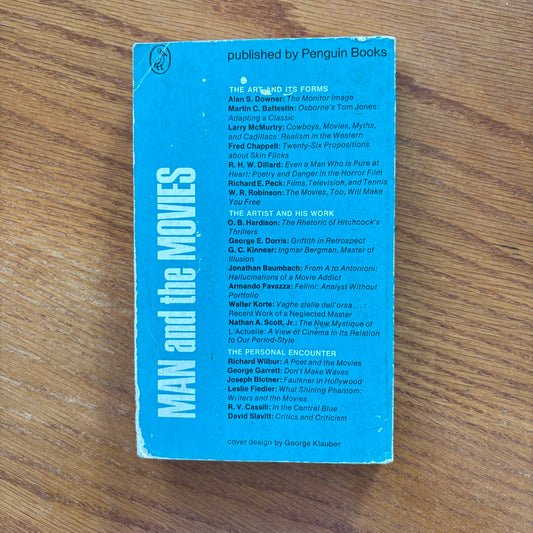 published by Penguin Books
MAN and the MOVIES
THE ART AND ITS FORMS
Alan S. Downer: The Monitor Image
Martin C. Battestin: Osborne's Tom Jones:
Adapting a Classic
Larry McMurtry: Cowboys, Movies, Myths,
and Cadillacs: Realism in the Western
Fred Chappell: Twenty-Six Propositions
about Skin Flicks
R. H. W. Dillard: Even a Man Who Is Pure at
Heart: Poetry and Danger in the Horror Film
Richard E. Peck: Films, Television, and Tennis
W. R. Robinson: The Movies, Too, Will Make
You Free
THE ARTIST AND HIS WORK
O. B. Hardison: The Rhetoric of Hitchcock's
Thrillers
George E. Dorris: Griffith in Retrospect
G. C. Kinnear: Ingmar Bergman, Master of
Illusion
Jonathan Baumbach: From A to Antonioni:
Hallucinations of a Movie Addict
Armando Favazza: Fellini: Analyst Without
Portfolio
Walter Korte: Vaghe stelle dell'orsa . . . :
Recent Work of a Neglected Master
Nathan A. Scott, Jr.: The New Mystique of
L'Actuelle: A View of Cinema in Its Relation
to Our Period-Style
THE PERSONAL ENCOUNTER
Richard Wilbur: A Poet and the Movies
George Garrett: Don't Make Waves
Joseph Blotner: Faulkner in Hollywood
Leslie Fiedler: What Shining Phantom:
Writers and the Movies
R. V. Cassill: In the Central Blue
David Slavitt: Critics and Criticism
cover design by George Klauber